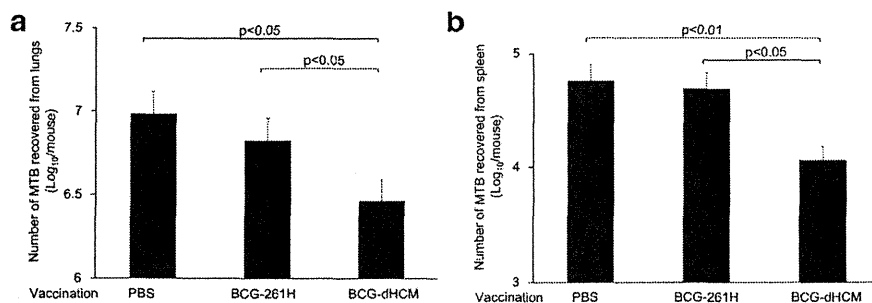 a
p<0.05
p<0.05
Number of MTB recovered from lungs
(Log10/mouse)
7
6.5
6
Vaccination PBS BCG-261H BCG-dHCM
b
p<0.01
p<0.05
Number of MTB recovered from spleen
(Log10/mouse)
5
4
3
Vaccination PBS BCG-261H BCG-dHCM